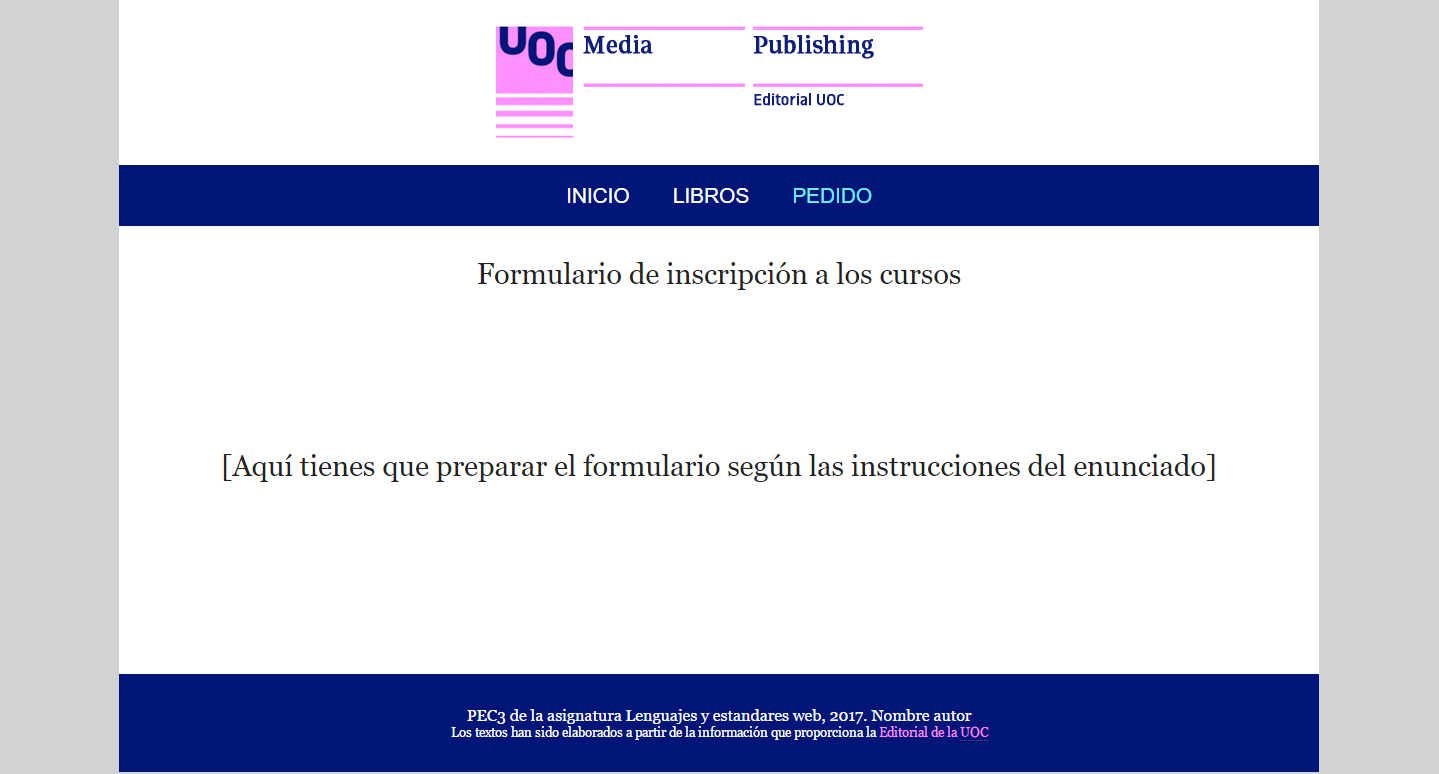 UOC
Media
Publishing
Editorial UOC
INICIO LIBROS PEDIDO
Formulario de inscripción a los cursos
[Aquí tienes que preparar el formulario según las instrucciones del enunciado]
PEC3 de la asignatura Lenguajes y estandares web, 2017. Nombre autor
Los textos han sido elaborados a partir de la información que proporciona la Editorial de la UOC